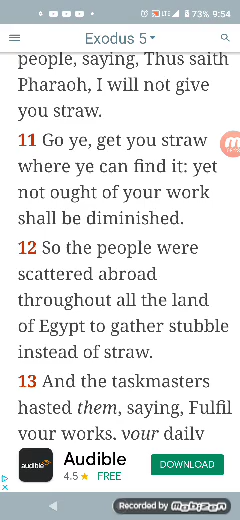 LTE 73% 9:54
Exodus 5
people, saying, Thus saith
Pharaoh, I will not give
you straw.
11 Go ye, get you straw
where ye can find it: yet
not ought of your work
shall be diminished.
12 So the people were
scattered abroad
throughout all the land
of Egypt to gather stubble
instead of straw.
13 And the taskmasters
hasted them, saying, Fulfil
your works, your daily
audible
Audible
4.5 FREE
DOWNLOAD
Recorded by mobizen